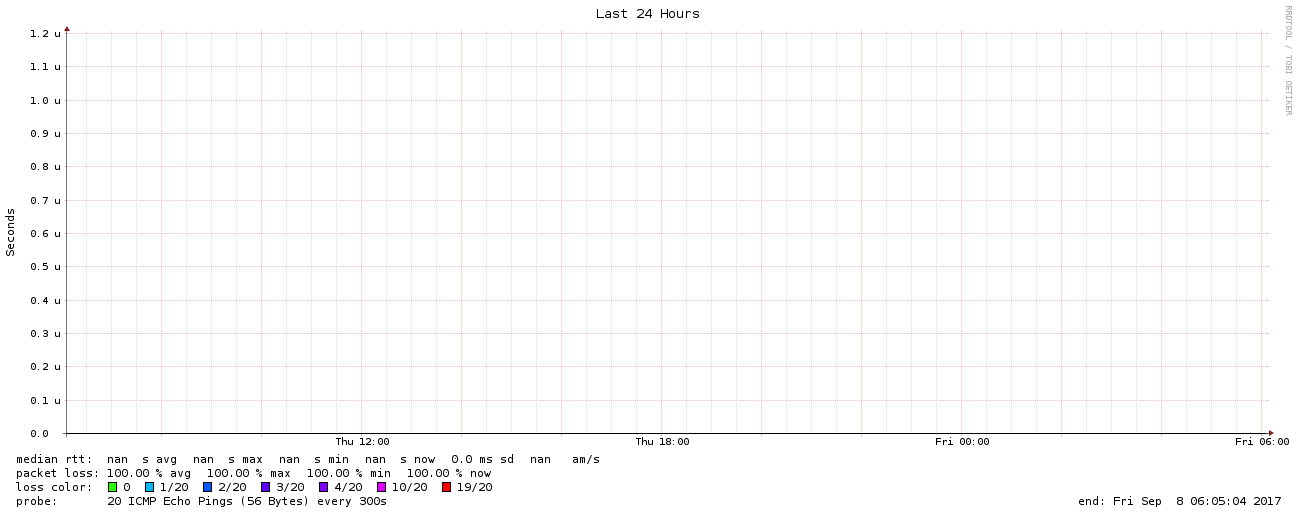 Last 24 Hours
RRDTOOL / TOBI OETIKER
Seconds
1.2 u
1.1 u
1.0 u
0.9 u
0.8 u
0.7 u
0.6 u
0.5 u
0.4 u
0.3 u
0.2 u
0.1 u
0.0
Thu 12:00 Thu 18:00 Fri 00:00 Fri 06:00
median rtt: nan s avg nan s max nan s min nan s now 0.0 ms sd nan am/s
packet loss: 100.00 % avg 100.00 % max 100.00 % min 100.00 % now
loss color: 0 1/20 2/20 3/20 4/20 10/20 19/20
probe: 20 ICMP Echo Pings (56 Bytes) every 300s end: Fri Sep 8 06:05:04 2017